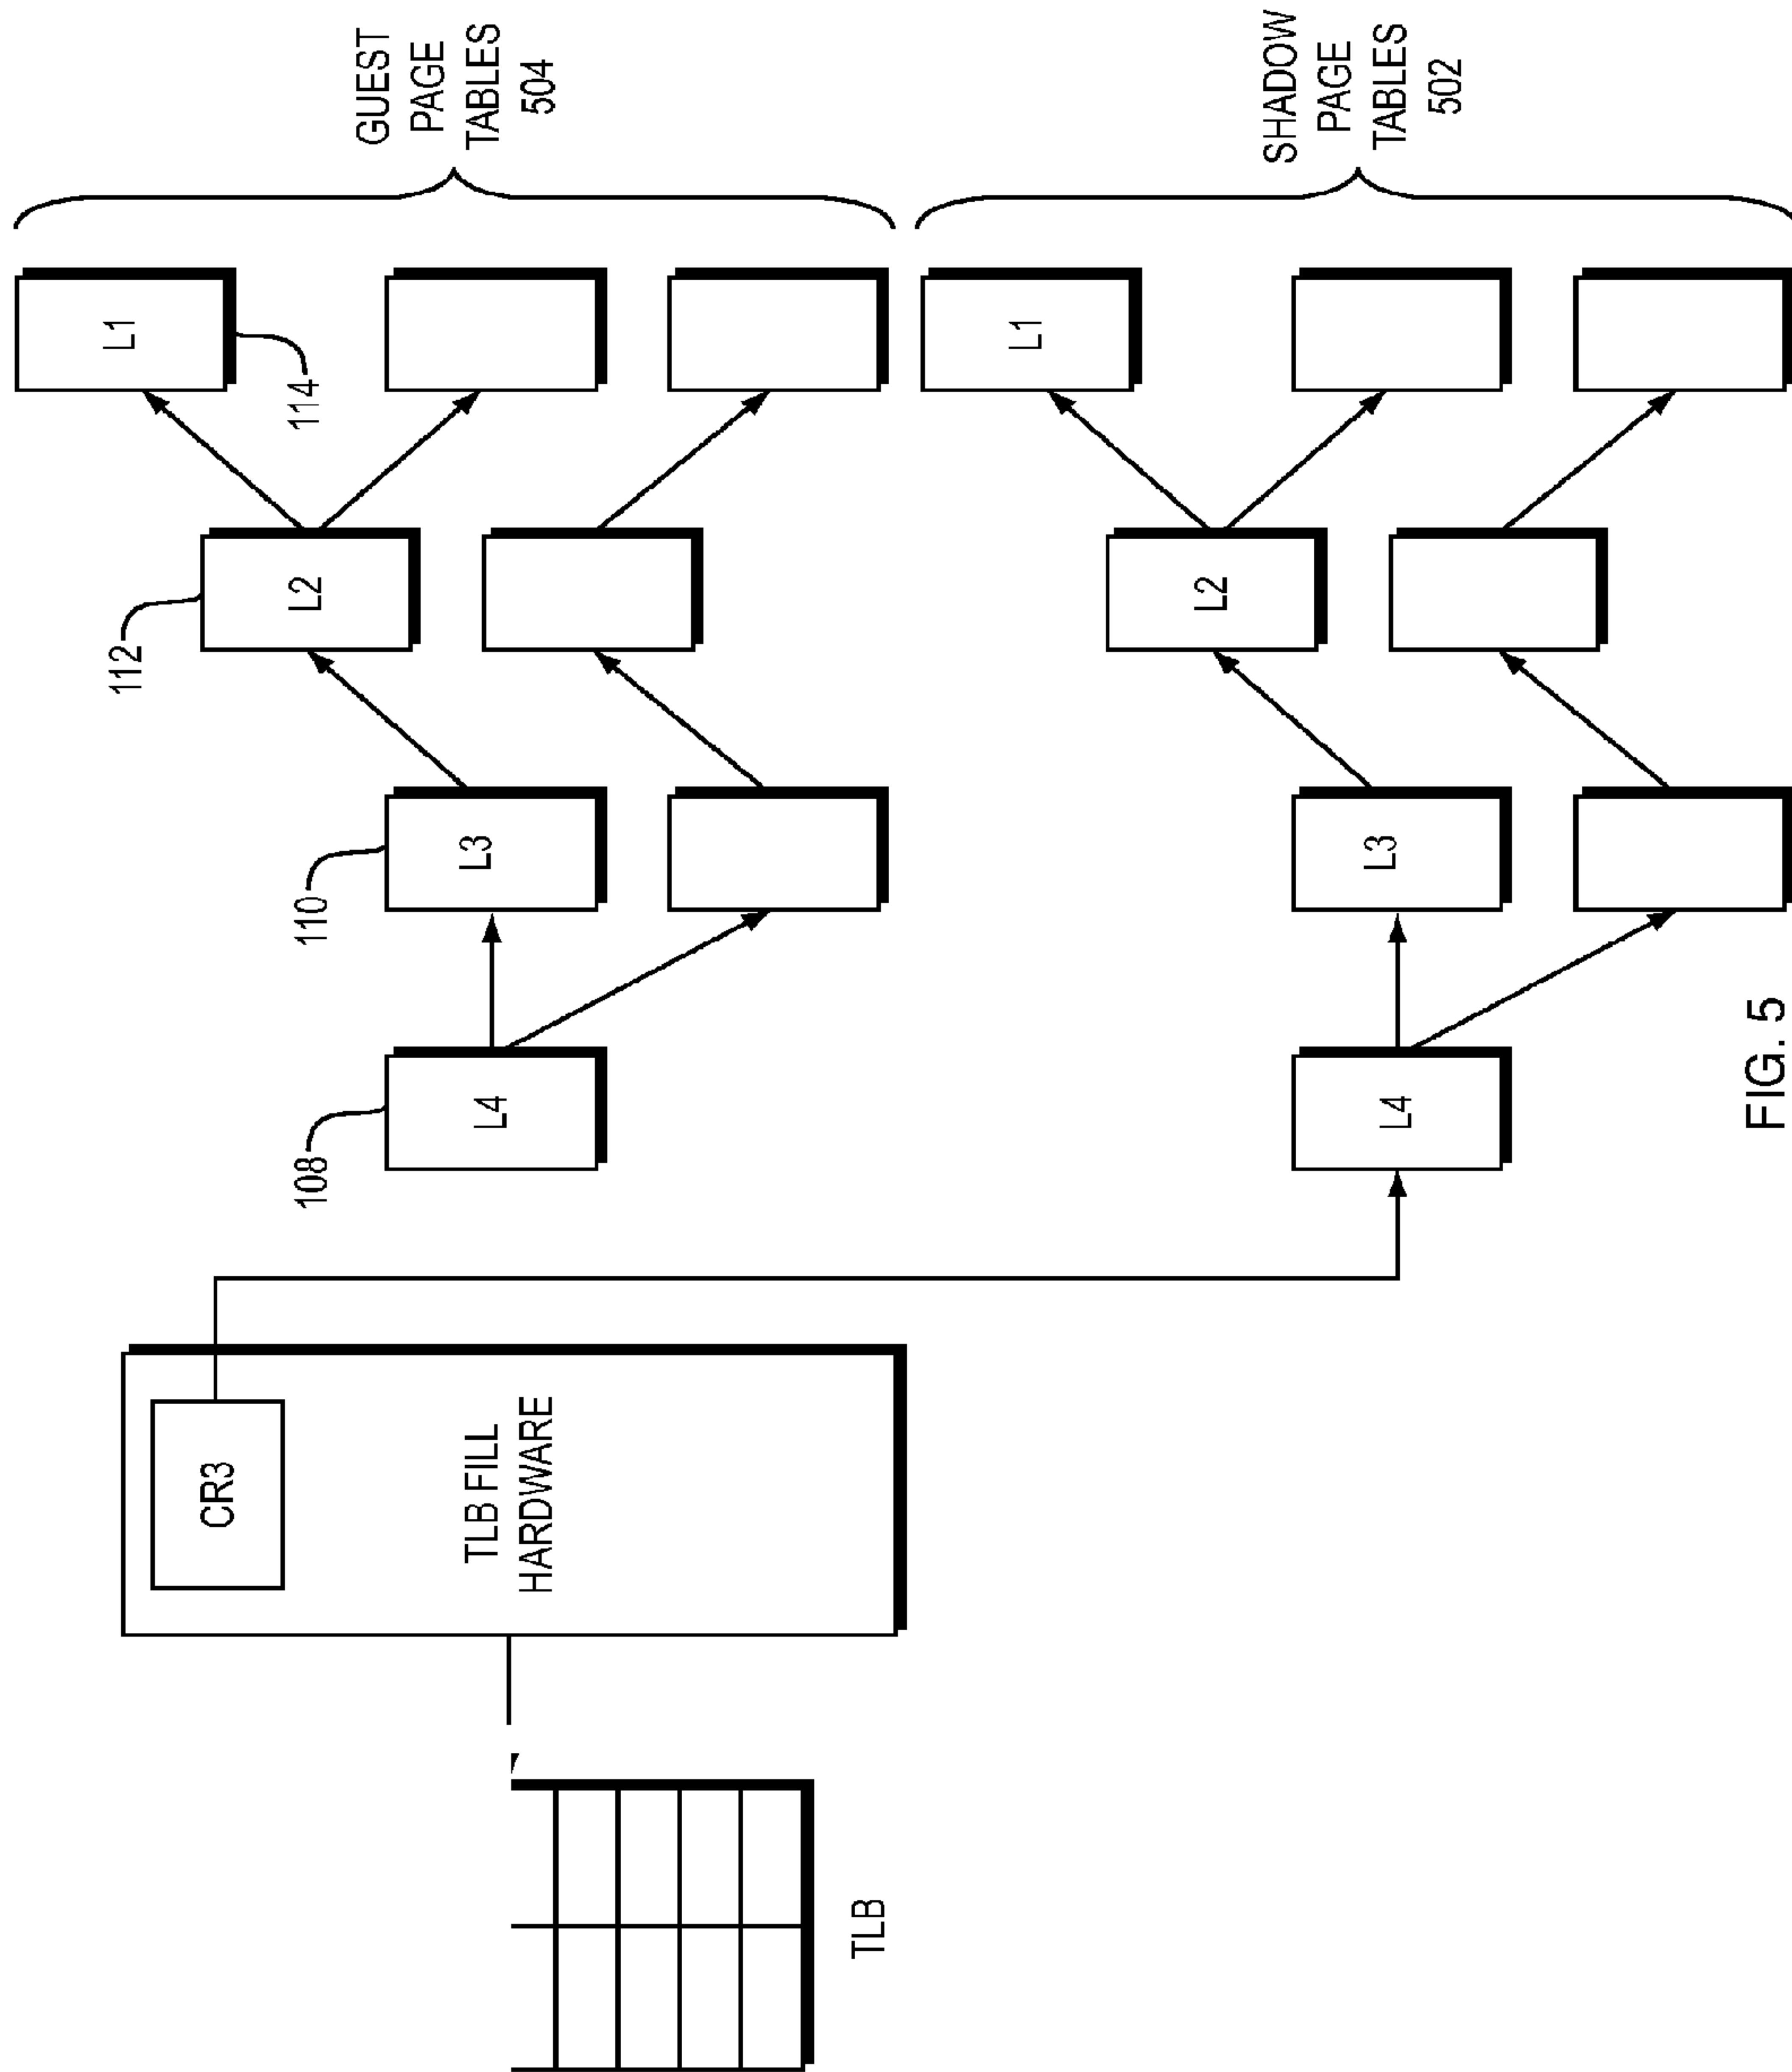 GUEST
PAGE
TABLES
504
112
110
108
114
L1
L2
L3
L4
CR3
TLB FILL
HARDWARE
TLB
SHADOW
PAGE
TABLES
502
L1
L2
L3
L4
FIG. 5